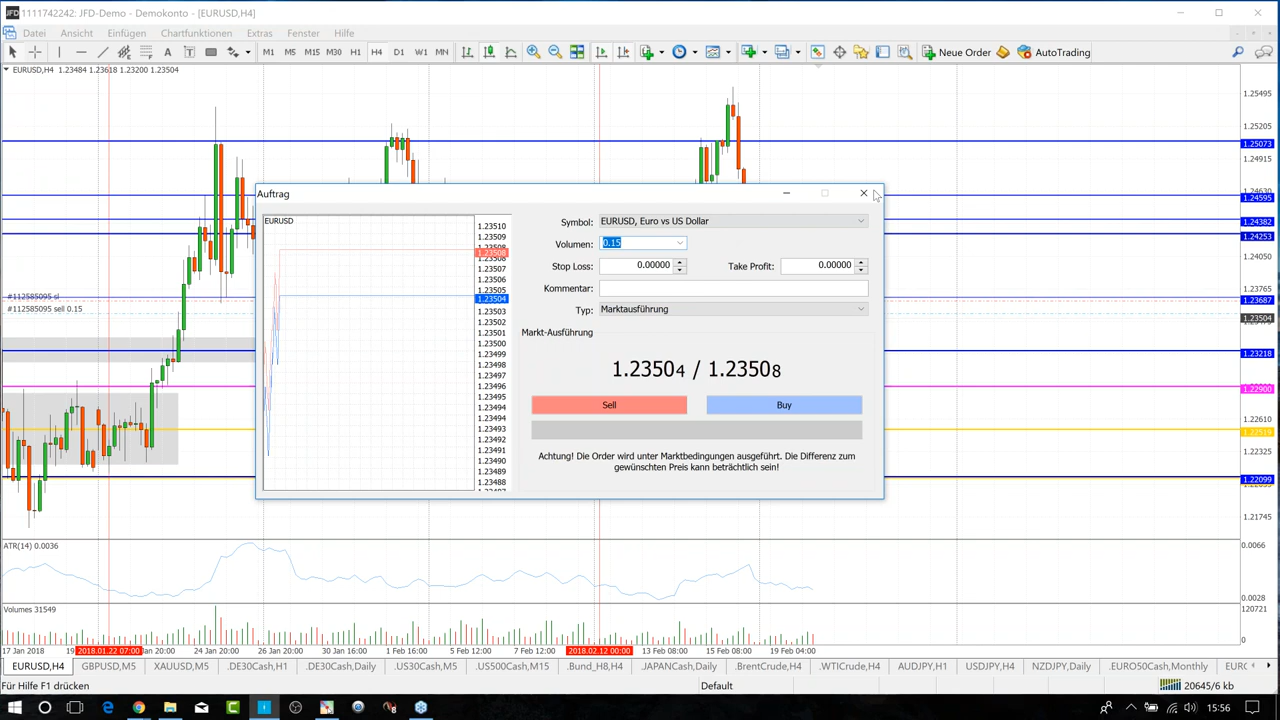 JFD 1111742242: JFD-Demo - Demokonto - [EURUSD,H4]
Datei Ansicht Einfügen Chartfunktionen Extras Fenster Hilfe
A T M1 M5 M15 M30 H1 H4 D1 W1 MN Neue Order AutoTrading
EURUSD,H4 1.23484 1.23618 1.23200 1.23504
1.25495
1.25205
1.25073
1.24915
1.24595
1.24382
1.24253
1.24050
1.23765
1.23687
1.23504
1.23218
1.22900
1.22610
1.22519
1.22325
1.22099
1.21745
#112585095 sl
#112585095 sell 0.15
Auftrag
EURUSD
1.23510
1.23509
1.23508
1.23508
1.23507
1.23506
1.23505
1.23504
1.23503
1.23502
1.23501
1.23500
1.23499
1.23498
1.23497
1.23496
1.23495
1.23494
1.23494
1.23493
1.23492
1.23491
1.23490
1.23489
1.23488
Symbol: EURUSD, Euro vs US Dollar
Volumen: 0.15
Stop Loss: 0.00000 Take Profit: 0.00000
Kommentar:
Typ: Marktausführung
Markt-Ausführung
1.23504 / 1.23508
Sell Buy
Achtung! Die Order wird unter Marktbedingungen ausgeführt. Die Differenz zum
gewünschten Preis kann beträchtlich sein!
ATR(14) 0.0036
0.0066
0.0028
Volumes 31549
120721
0
17 Jan 2018 2018.01.22 07:00 24 Jan 20:00 26 Jan 20:00 30 Jan 16:00 1 Feb 16:00 5 Feb 12:00 7 Feb 12:00 2018.02.12 00:00 13 Feb 08:00 15 Feb 08:00 19 Feb 04:00
EURUSD,H4 GBPUSD,M5 XAUUSD,M5 .DE30Cash,H1 .DE30Cash,Daily .US30Cash,M5 .US500Cash,M15 .Bund_H8,H4 .JAPANCash,Daily .BrentCrude,H4 .WTICrude,H4 AUDJPY,H1 USDJPY,H4 NZDJPY,Daily .EURO50Cash,Monthly
Für Hilfe F1 drücken Default 20645/6 kb
15:56